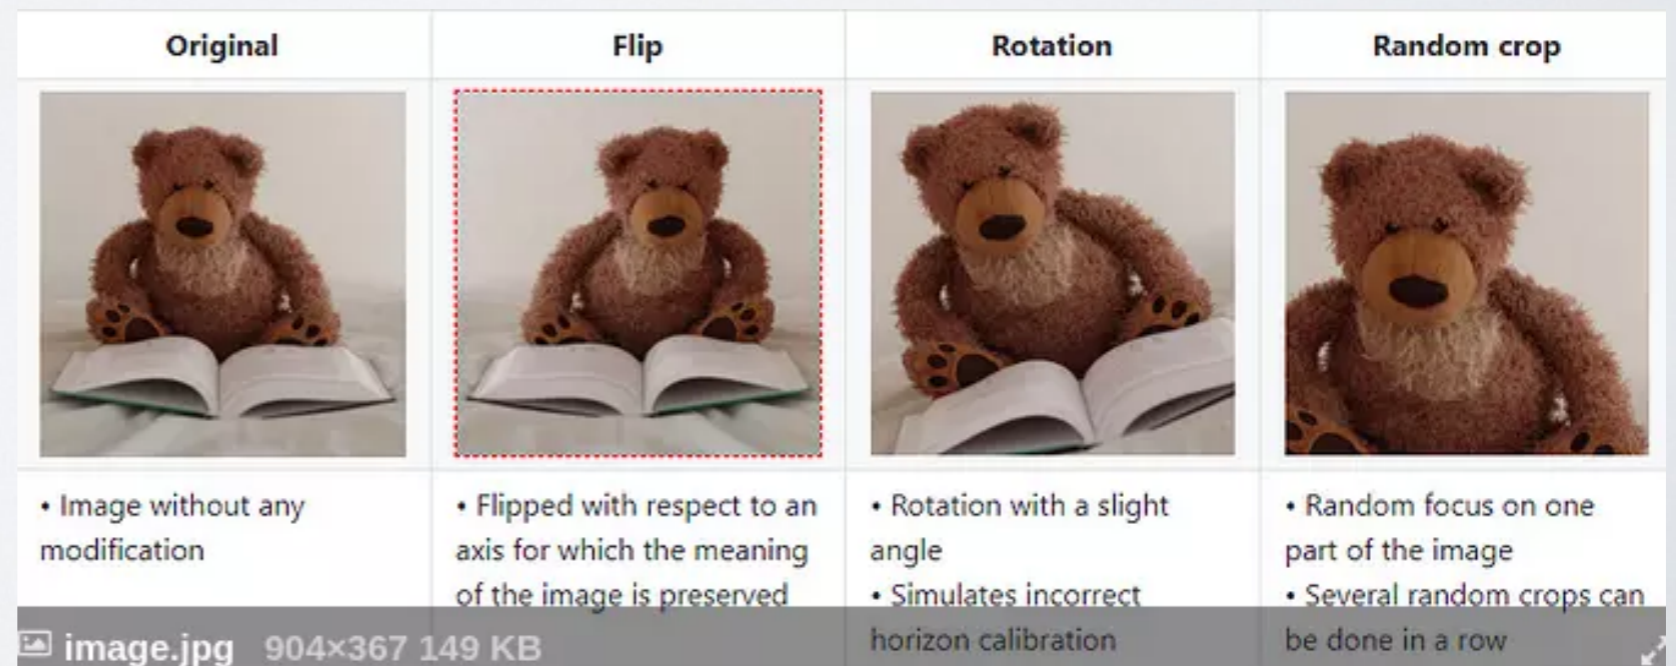 Original
Flip
Rotation
Random crop
• Image without any
modification
• Flipped with respect to an
axis for which the meaning
of the image is preserved
• Rotation with a slight
angle
• Simulates incorrect
horizon calibration
• Random focus on one
part of the image
• Several random crops can
be done in a row
image.jpg 904×367 149 KB